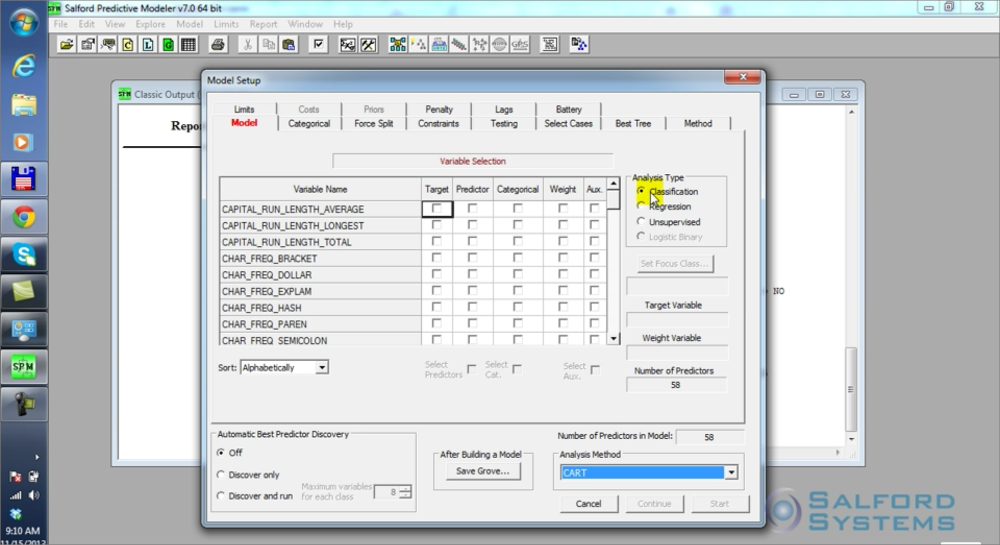 Salford Predictive Modeler v7.0 64 bit
File Edit View Explore Model Limits Report Window Help
Classic Output (
Model Setup
Repo
Limits Costs Priors Penalty Lags Battery
Model Categorical Force Split Constraints Testing Select Cases Best Tree Method
Variable Selection
Variable Name Target Predictor Categorical Weight Aux.
CAPITAL_RUN_LENGTH_AVERAGE
CAPITAL_RUN_LENGTH_LONGEST
CAPITAL_RUN_LENGTH_TOTAL
CHAR_FREQ_BRACKET
CHAR_FREQ_DOLLAR
CHAR_FREQ_EXPLAM
CHAR_FREQ_HASH
CHAR_FREQ_PAREN
CHAR_FREQ_SEMICOLON
Analysis Type
Classification
Regression
Unsupervised
Logistic Binary
Set Focus Class...
NO
Target Variable
Weight Variable
Number of Predictors
58
Sort: Alphabetically
Select Predictors
Select Cat.
Select Aux.
Automatic Best Predictor Discovery
Off
Discover only
Discover and run
Maximum variables for each class 8
After Building a Model
Save Grove...
Number of Predictors in Model: 58
Analysis Method
CART
Cancel Continue Start
SPM
9:10 AM
11/15/2013
SALFORD
SYSTEMS